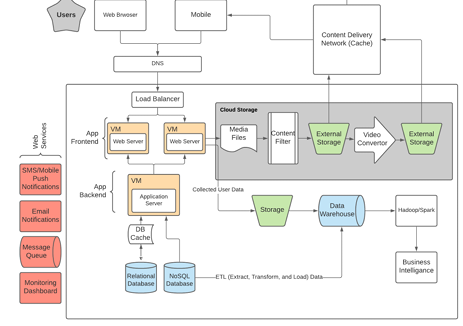 Users
Web Brwoser
Mobile
Content Delivery
Network (Cache)
DNS
Load Balancer
Cloud Storage
App
Frontend
VM
Web Server
VM
Web Server
Media
Files
Content
Filter
External
Storage
Video
Convertor
External
Storage
Web
Services
SMS/Mobile
Push
Notifications
Email
Notifications
Message
Queue
Monitoring
Dashboard
App
Backend
VM
Application
Server
Collected User Data
Storage
Data
Warehouse
Hadoop/Spark
DB
Cache
Relational
Database
NoSQL
Database
ETL (Extract, Transform, and Load) Data
Business
Intelligance